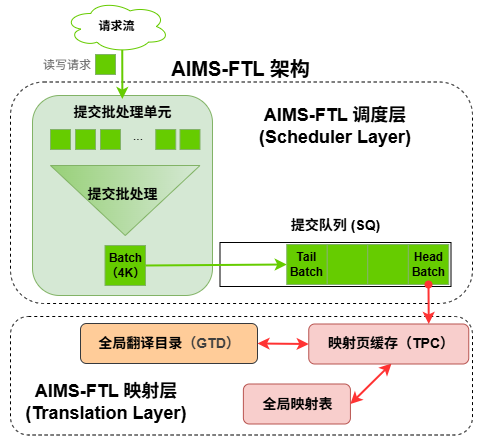 请求流
读写请求
AIMS-FTL 架构
提交批处理单元
...
提交批处理
Batch
（4K）
AIMS-FTL 调度层
(Scheduler Layer)
提交队列 (SQ)
Tail
Batch
Head
Batch
全局翻译目录（GTD）
映射页缓存（TPC）
AIMS-FTL 映射层
(Translation Layer)
全局映射表